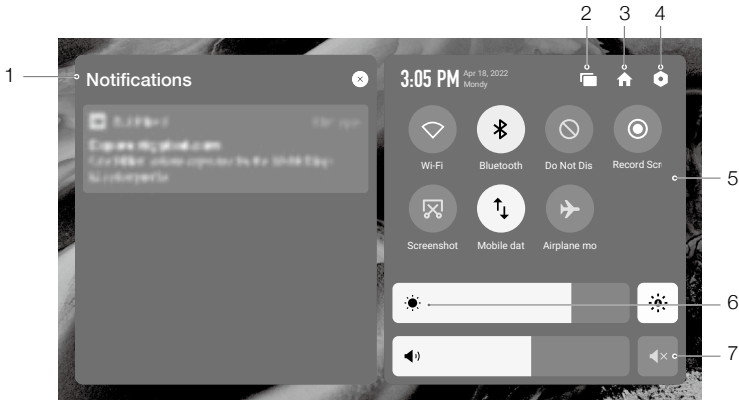 2 3 4
1 Notifications
3:05 PM Apr 18, 2022
Mondy
Wi-Fi Bluetooth Do Not Dis Record Scr
5
Screenshot Mobile dat Airplane mo
6
7